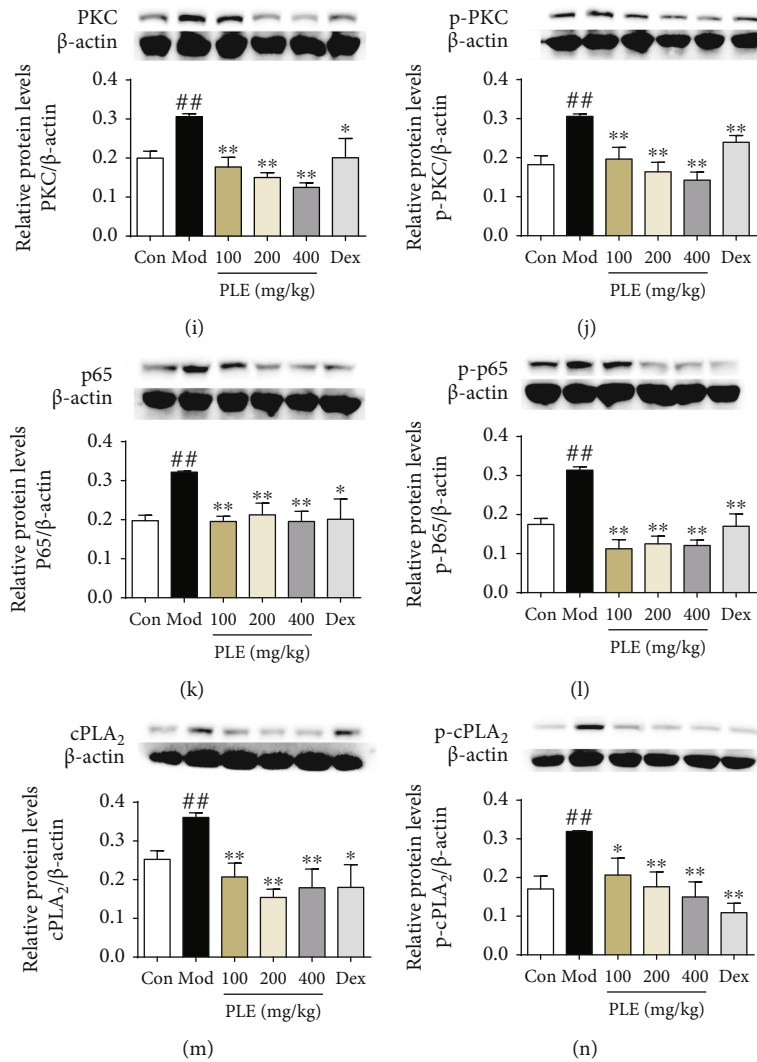 PKC
β-actin
Relative protein levels
PKC/β-actin
0.4
0.3
0.2
0.1
0.0
##
**
**
**
*
Con Mod 100 200 400 Dex
PLE (mg/kg)
(i)
p-PKC
β-actin
Relative protein levels
p-PKC/β-actin
0.4
0.3
0.2
0.1
0.0
##
**
**
**
**
Con Mod 100 200 400 Dex
PLE (mg/kg)
(j)
p65
β-actin
Relative protein levels
P65/β-actin
0.4
0.3
0.2
0.1
0.0
##
**
**
**
*
Con Mod 100 200 400 Dex
PLE (mg/kg)
(k)
p-p65
β-actin
Relative protein levels
p-P65/β-actin
0.4
0.3
0.2
0.1
0.0
##
**
**
**
**
Con Mod 100 200 400 Dex
PLE (mg/kg)
(l)
cPLA₂
β-actin
Relative protein levels
cPLA₂/β-actin
0.4
0.3
0.2
0.1
0.0
##
**
**
**
*
Con Mod 100 200 400 Dex
PLE (mg/kg)
(m)
p-cPLA₂
β-actin
Relative protein levels
p-cPLA₂/β-actin
0.4
0.3
0.2
0.1
0.0
##
*
**
**
**
Con Mod 100 200 400 Dex
PLE (mg/kg)
(n)